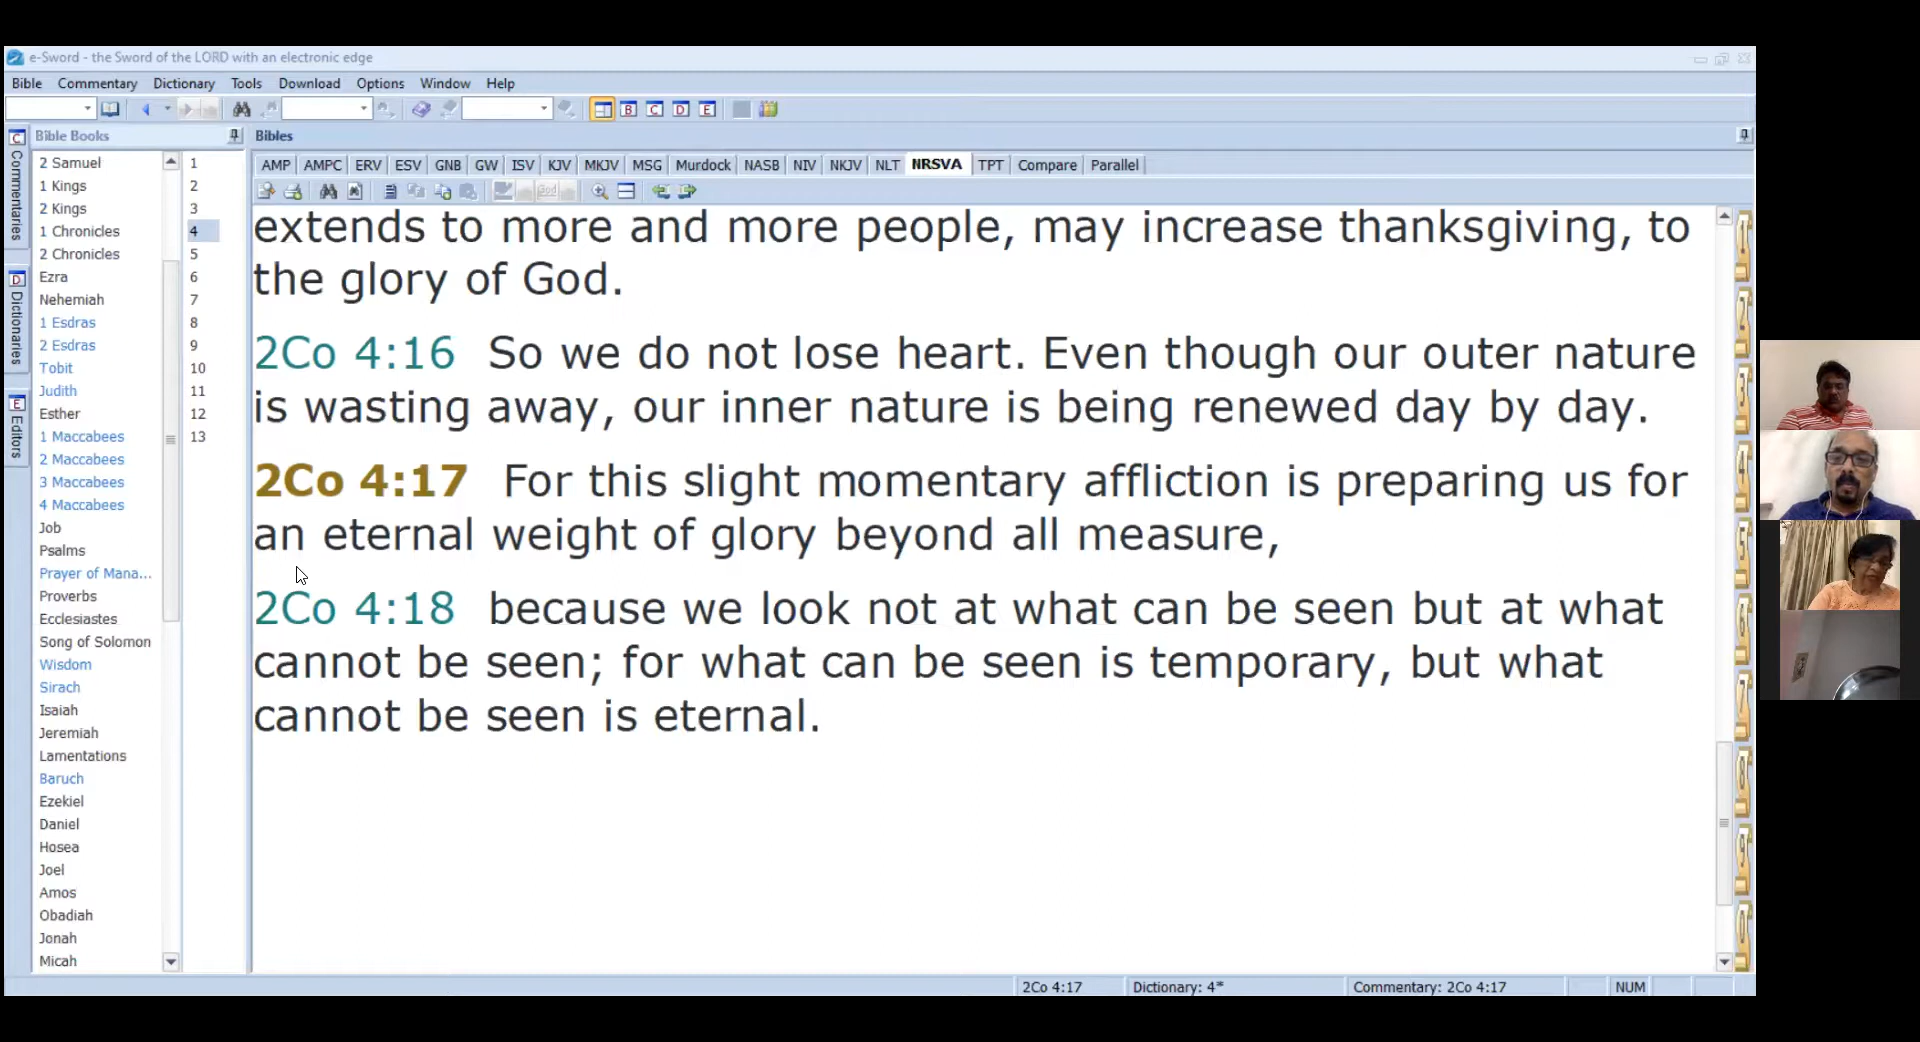 e-Sword - the Sword of the LORD with an electronic edge
Bible Commentary Dictionary Tools Download Options Window Help
B C D E
Bible Books
Bibles
C Commentaries
D Dictionaries
E Editors
AMP AMPC ERV ESV GNB GW ISV KJV MKJV MSG Murdock NASB NIV NKJV NLT NRSVA TPT Compare Parallel
2 Samuel
1 Kings
2 Kings
1 Chronicles
2 Chronicles
Ezra
Nehemiah
1 Esdras
2 Esdras
Tobit
Judith
Esther
1 Maccabees
2 Maccabees
3 Maccabees
4 Maccabees
Job
Psalms
Prayer of Mana...
Proverbs
Ecclesiastes
Song of Solomon
Wisdom
Sirach
Isaiah
Jeremiah
Lamentations
Baruch
Ezekiel
Daniel
Hosea
Joel
Amos
Obadiah
Jonah
Micah
1
2
3
4
5
6
7
8
9
10
11
12
13
extends to more and more people, may increase thanksgiving, to
the glory of God.
2Co 4:16 So we do not lose heart. Even though our outer nature
is wasting away, our inner nature is being renewed day by day.
2Co 4:17 For this slight momentary affliction is preparing us for
an eternal weight of glory beyond all measure,
2Co 4:18 because we look not at what can be seen but at what
cannot be seen; for what can be seen is temporary, but what
cannot be seen is eternal.
1
2
3
4
5
6
7
8
9
0
2Co 4:17 Dictionary: 4* Commentary: 2Co 4:17 NUM